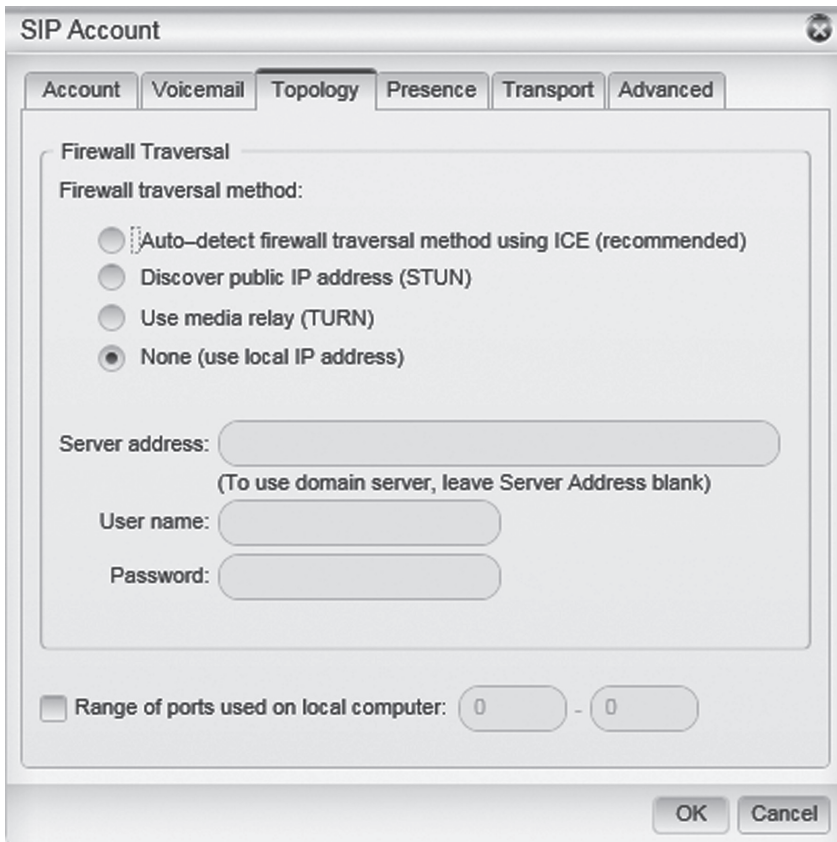 SIP Account
Account Voicemail Topology Presence Transport Advanced
Firewall Traversal
Firewall traversal method:
Auto–detect firewall traversal method using ICE (recommended)
Discover public IP address (STUN)
Use media relay (TURN)
None (use local IP address)
Server address:
(To use domain server, leave Server Address blank)
User name:
Password:
Range of ports used on local computer: 0 - 0
OK Cancel